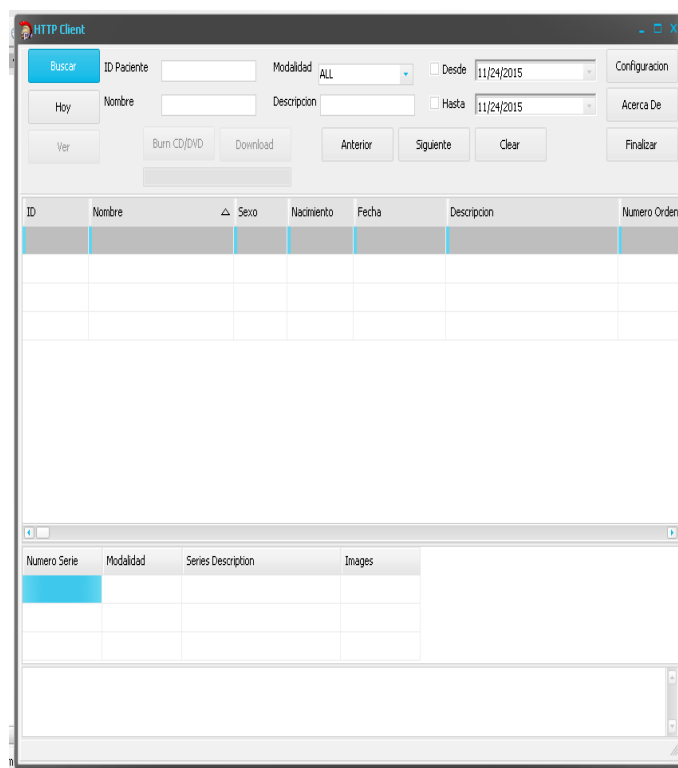 HTTP Client
Buscar ID Paciente Modalidad ALL Desde 11/24/2015 Configuracion
Hoy Nombre Descripcion Hasta 11/24/2015 Acerca De
Ver Burn CD/DVD Download Anterior Siguiente Clear Finalizar
ID Nombre Sexo Nacimiento Fecha Descripcion Numero Orden
Numero Serie Modalidad Series Description Images